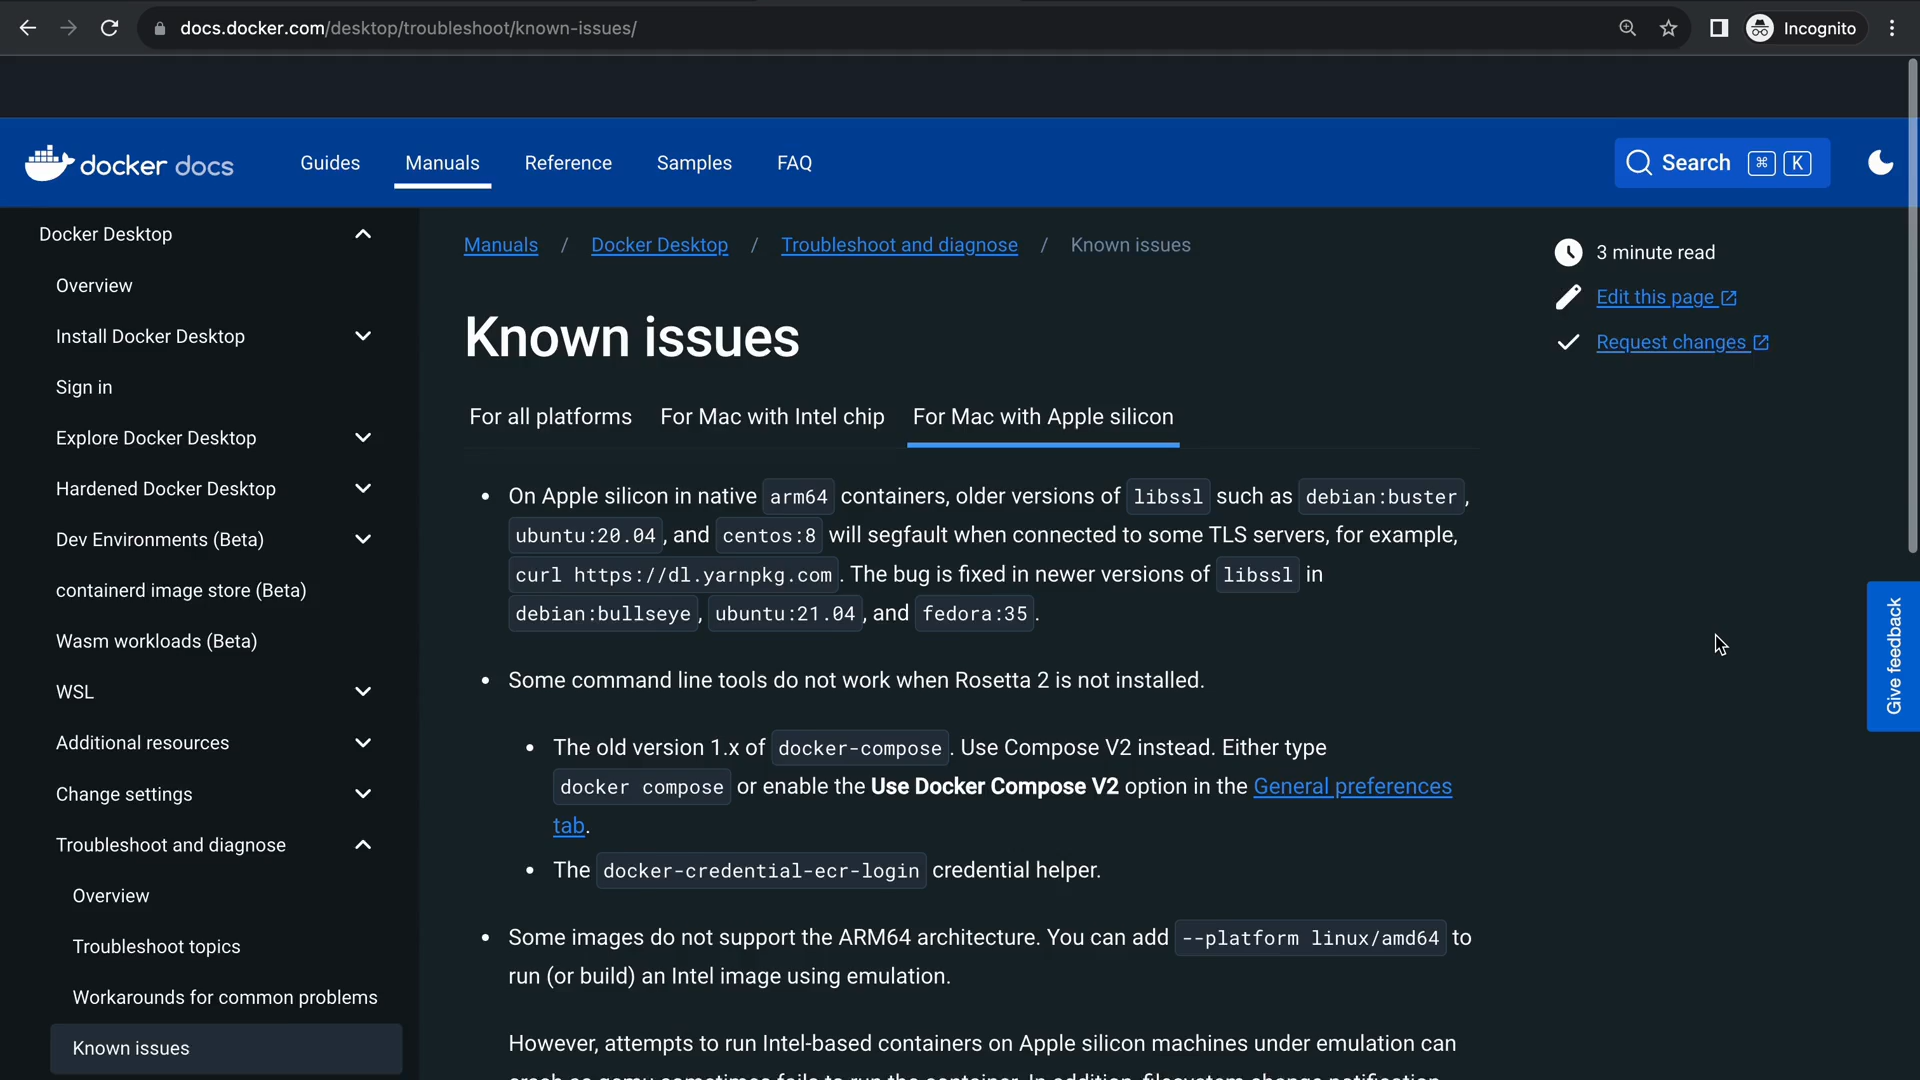 docs.docker.com/desktop/troubleshoot/known-issues/
Incognito
docker docs
Guides
Manuals
Reference
Samples
FAQ
Search ⌘ K
Docker Desktop
Overview
Install Docker Desktop
Sign in
Explore Docker Desktop
Hardened Docker Desktop
Dev Environments (Beta)
containerd image store (Beta)
Wasm workloads (Beta)
WSL
Additional resources
Change settings
Troubleshoot and diagnose
Overview
Troubleshoot topics
Workarounds for common problems
Known issues
Manuals / Docker Desktop / Troubleshoot and diagnose / Known issues
Known issues
For all platforms
For Mac with Intel chip
For Mac with Apple silicon
• On Apple silicon in native arm64 containers, older versions of libssl such as debian:buster,
ubuntu:20.04, and centos:8 will segfault when connected to some TLS servers, for example,
curl https://dl.yarnpkg.com. The bug is fixed in newer versions of libssl in
debian:bullseye, ubuntu:21.04, and fedora:35.
• Some command line tools do not work when Rosetta 2 is not installed.
• The old version 1.x of docker-compose. Use Compose V2 instead. Either type
docker compose or enable the Use Docker Compose V2 option in the General preferences
tab.
• The docker-credential-ecr-login credential helper.
• Some images do not support the ARM64 architecture. You can add --platform linux/amd64 to
run (or build) an Intel image using emulation.
However, attempts to run Intel-based containers on Apple silicon machines under emulation can
3 minute read
Edit this page
Request changes
Give feedback